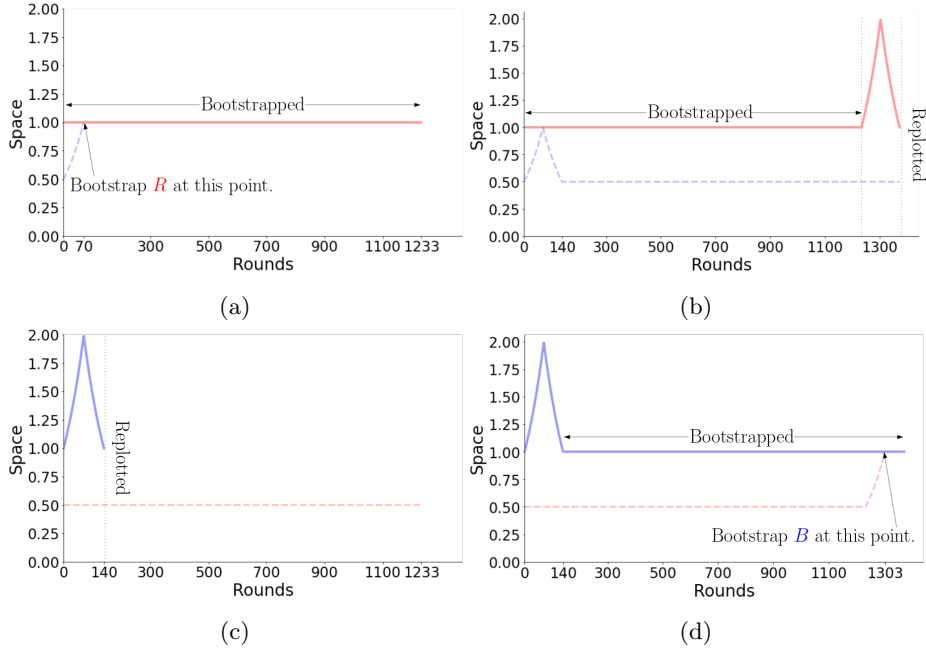 2.00
1.75
1.50
1.25
1.00
0.75
0.50
0.25
0.00
Space
Bootstrapped
Bootstrap R at this point.
0 70 300 500 700 900 1100 1233
Rounds
(a)
2.00
1.75
1.50
1.25
1.00
0.75
0.50
0.25
0.00
Space
Bootstrapped
Replotted
0 140 300 500 700 900 1100 1300
Rounds
(b)
2.00
1.75
1.50
1.25
1.00
0.75
0.50
0.25
0.00
Space
Replotted
0 140 300 500 700 900 1100 1233
Rounds
(c)
2.00
1.75
1.50
1.25
1.00
0.75
0.50
0.25
0.00
Space
Bootstrapped
Bootstrap B at this point.
0 140 300 500 700 900 1100 1303
Rounds
(d)